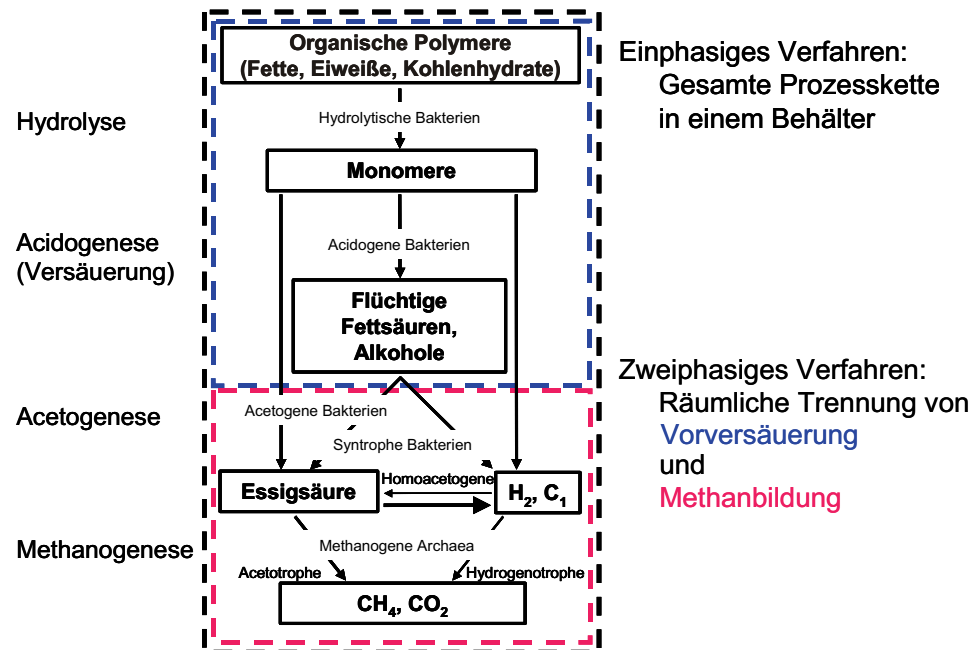 Organische Polymere
(Fette, Eiweiße, Kohlenhydrate)
Einphasiges Verfahren:
Gesamte Prozesskette
in einem Behälter
Hydrolyse
Hydrolytische Bakterien
Monomere
Acidogenese
(Versäuerung)
Acidogene Bakterien
Flüchtige
Fettsäuren,
Alkohole
Zweiphasiges Verfahren:
Räumliche Trennung von
Vorversäuerung
und
Methanbildung
Acetogenese
Acetogene Bakterien
Syntrophe Bakterien
Essigsäure
Homoacetogene
H₂, C₁
Methanogenese
Methanogene Archaea
Acetotrophe
Hydrogenotrophe
CH₄, CO₂